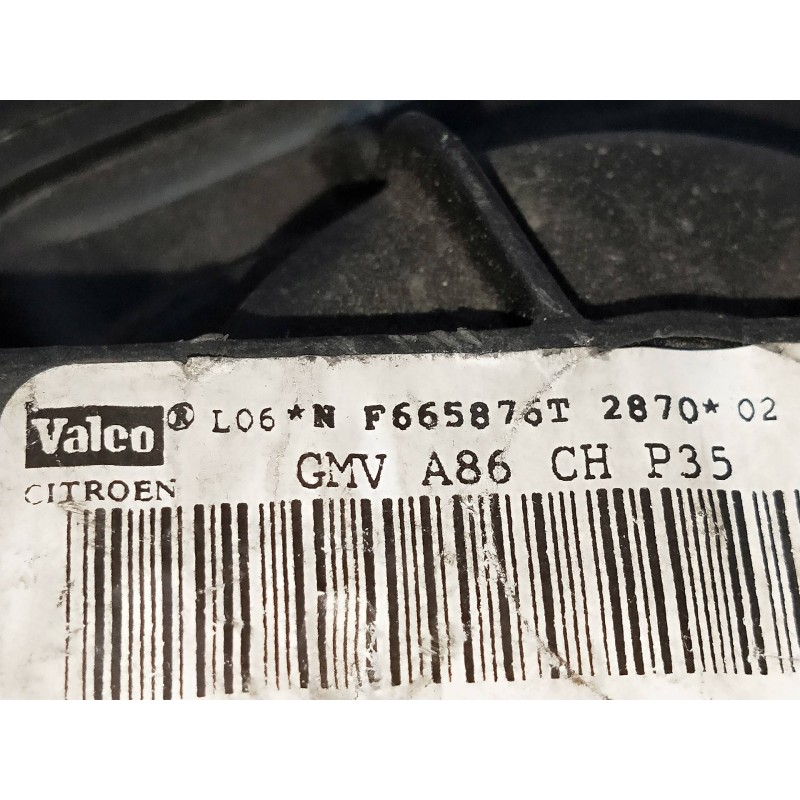 Valeo® L06*N F665876T 2870*02
GMV A86 CH P35
CITROEN